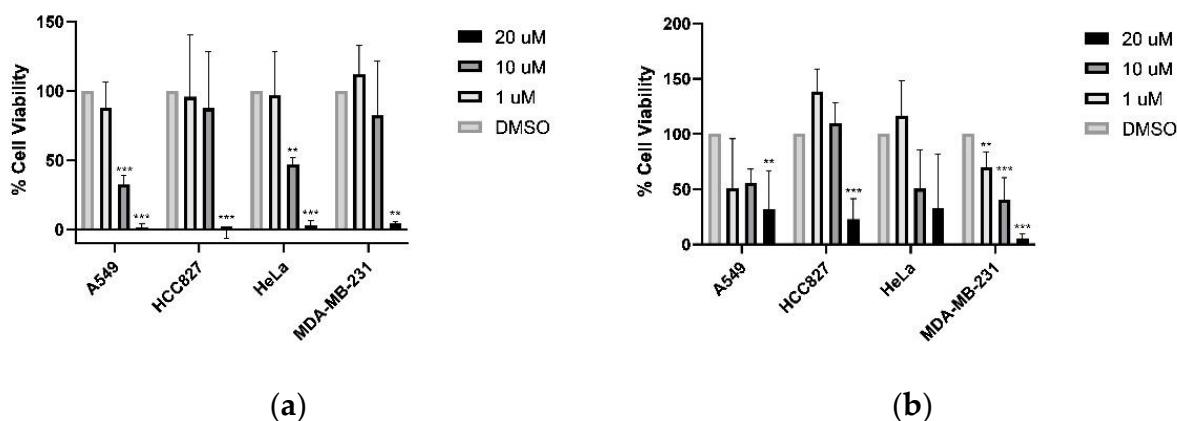 150
100
50
0
% Cell Viability
***
***
***
**
***
**
A549
HCC827
HeLa
MDA-MB-231
20 uM
10 uM
1 uM
DMSO
(a)
200
150
100
50
0
% Cell Viability
**
***
**
***
***
A549
HCC827
HeLa
MDA-MB-231
20 uM
10 uM
1 uM
DMSO
(b)